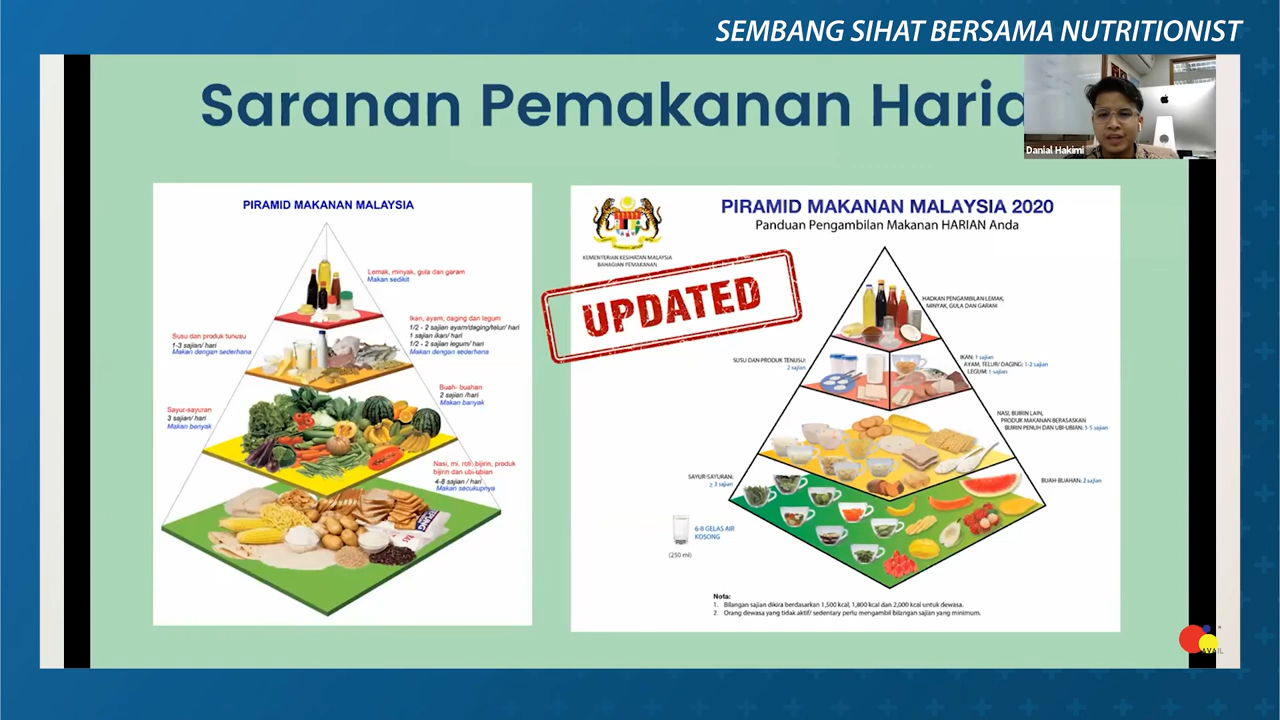 SEMBANG SIHAT BERSAMA NUTRITIONIST
Saranan Pemakanan Haria
Danial Hakimi
PIRAMID MAKANAN MALAYSIA
Lemak, minyak, gula dan garam
Makan sedikit
Susu dan produk tunusu
1-3 sajian/ hari
Makan dengan sederhana
Ikan, ayam, daging dan legum
1/2 - 2 sajian ayam/daging/telur/ hari
1 sajian ikan/ hari
1/2 - 2 sajian legum/ hari
Makan dengan sederhana
Sayur-sayuran
3 sajian/ hari
Makan banyak
Buah- buahan
2 sajian /hari
Makan banyak
Nasi, mi, roti, bijirin, produk
bijirin dan ubi-ubian
4-8 sajian / hari
Makan secukupnya
KEMENTERIAN KESIHATAN MALAYSIA
BAHAGIAN PEMAKANAN
PIRAMID MAKANAN MALAYSIA 2020
Panduan Pengambilan Makanan HARIAN Anda
UPDATED
HADKAN PENGAMBILAN LEMAK,
MINYAK, GULA DAN GARAM
SUSU DAN PRODUK TENUSU:
2 sajian
IKAN: 1 sajian
AYAM, TELUR/ DAGING: 1-2 sajian
LEGUM: 1 sajian
NASI, BIJIRIN LAIN,
PRODUK MAKANAN BERASASKAN
BIJIRIN PENUH DAN UBI-UBIAN: 3-5 sajian
SAYUR-SAYURAN:
≥ 3 sajian
BUAH-BUAHAN: 2 sajian
6-8 GELAS AIR
KOSONG
(250 ml)
Nota:
1. Bilangan sajian dikira berdasarkan 1,500 kcal, 1,800 kcal dan 2,000 kcal untuk dewasa.
2. Orang dewasa yang tidak aktif/ sedentary perlu mengambil bilangan sajian yang minimum.
AVAIL